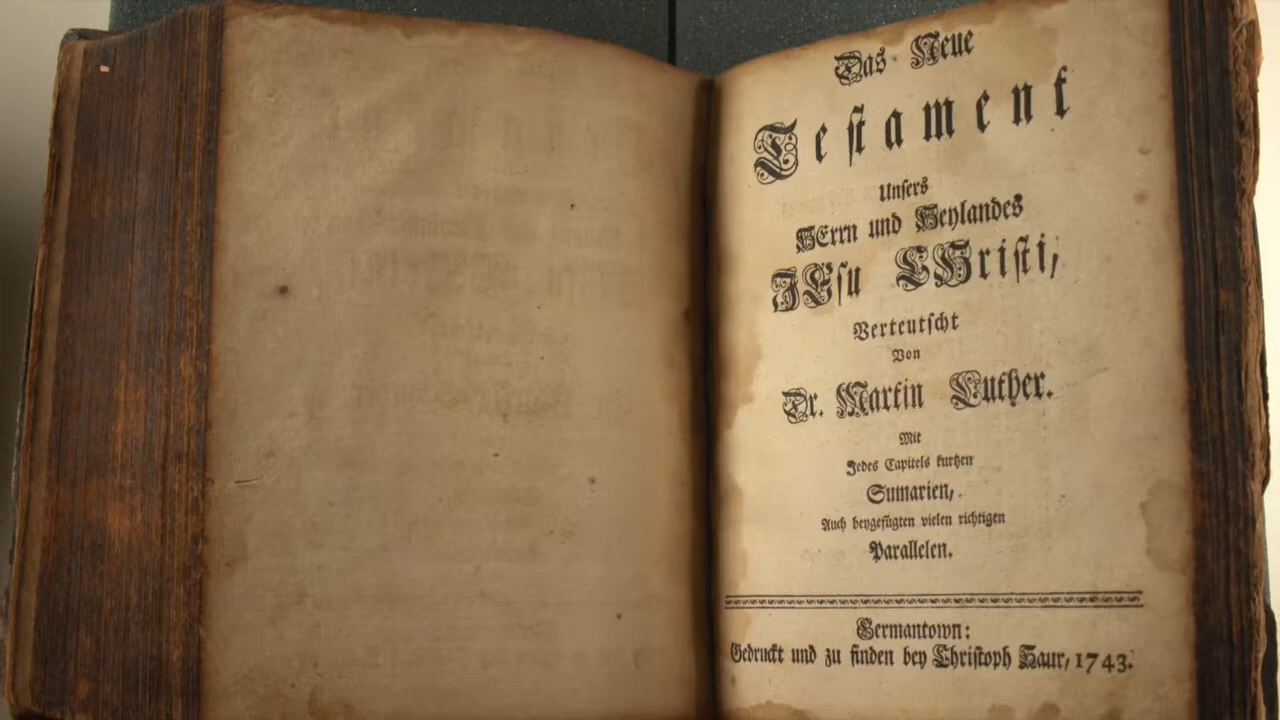 Das Neue
Testament
Unsers
HErrn und Heylandes
JEsu CHristi,
Verteutscht
Von
Dr. Martin Luther.
Mit
Jedes Capitels kurtzen
Sumarien,
Auch beygefügten vielen richtigen
Parallelen.
Germantown:
Gedruckt und zu finden bey Christoph Saur, 1743.